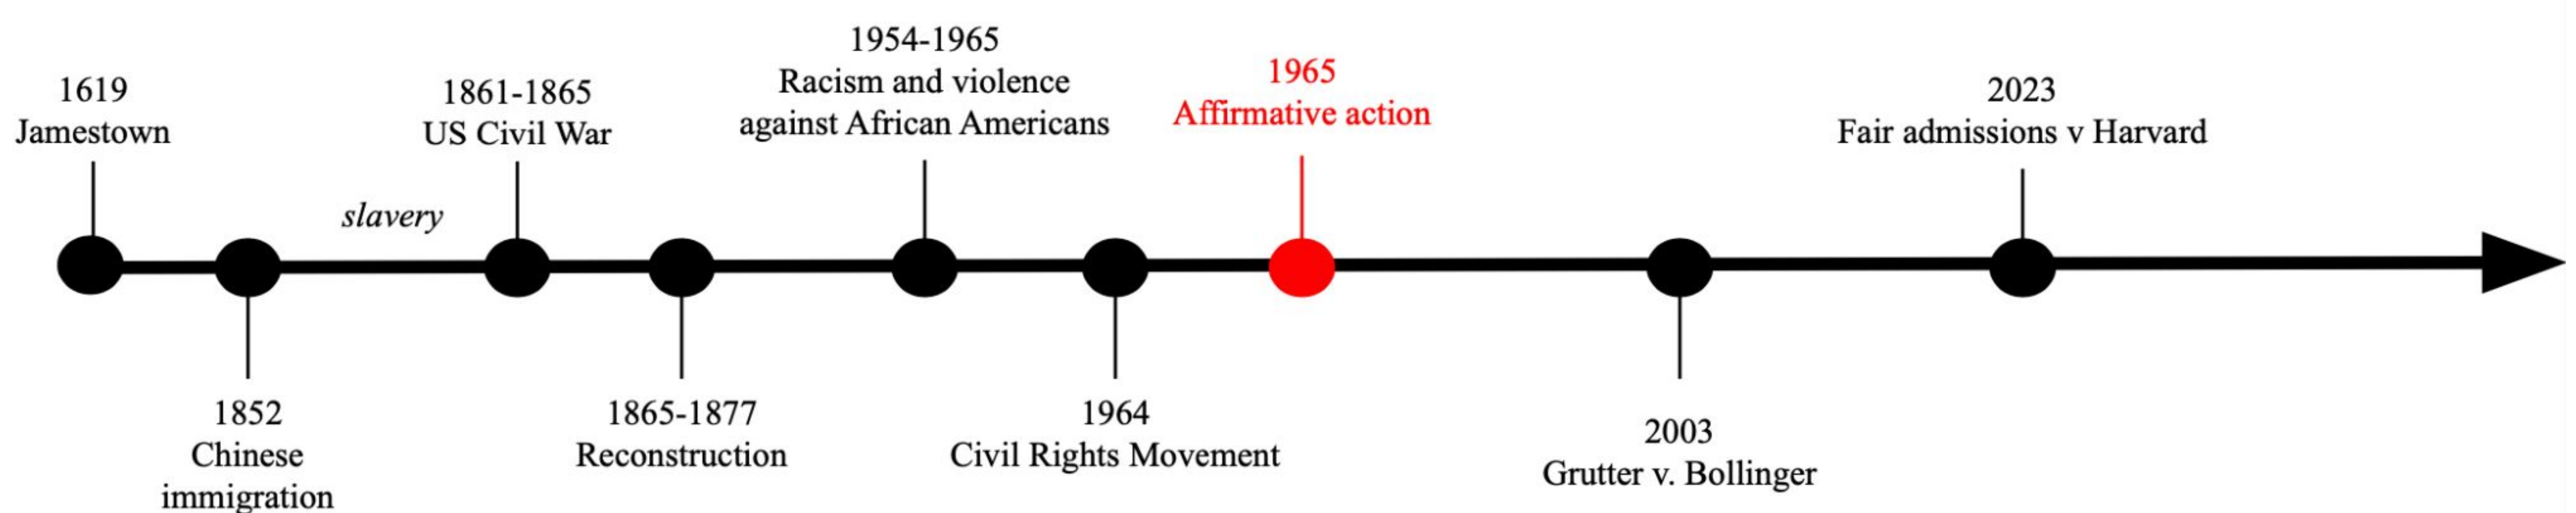 1619
Jamestown
1852
Chinese
immigration
slavery
1861-1865
US Civil War
1865-1877
Reconstruction
1954-1965
Racism and violence
against African Americans
1964
Civil Rights Movement
1965
Affirmative action
2003
Grutter v. Bollinger
2023
Fair admissions v Harvard